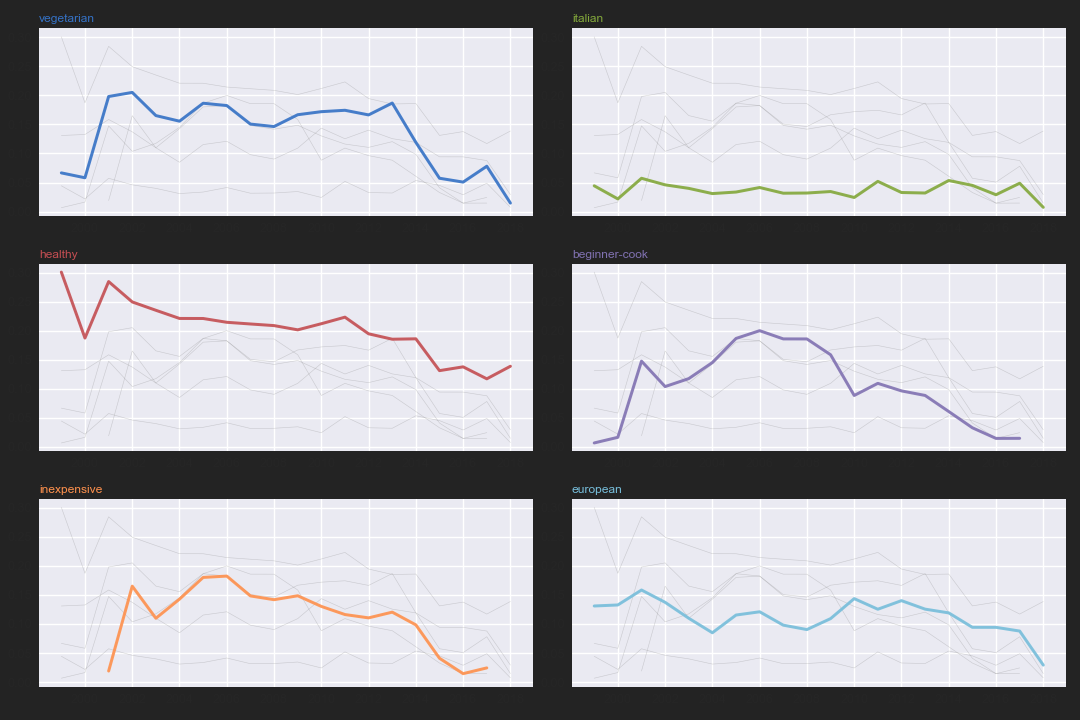 vegetarian
italian
healthy
beginner-cook
inexpensive
european